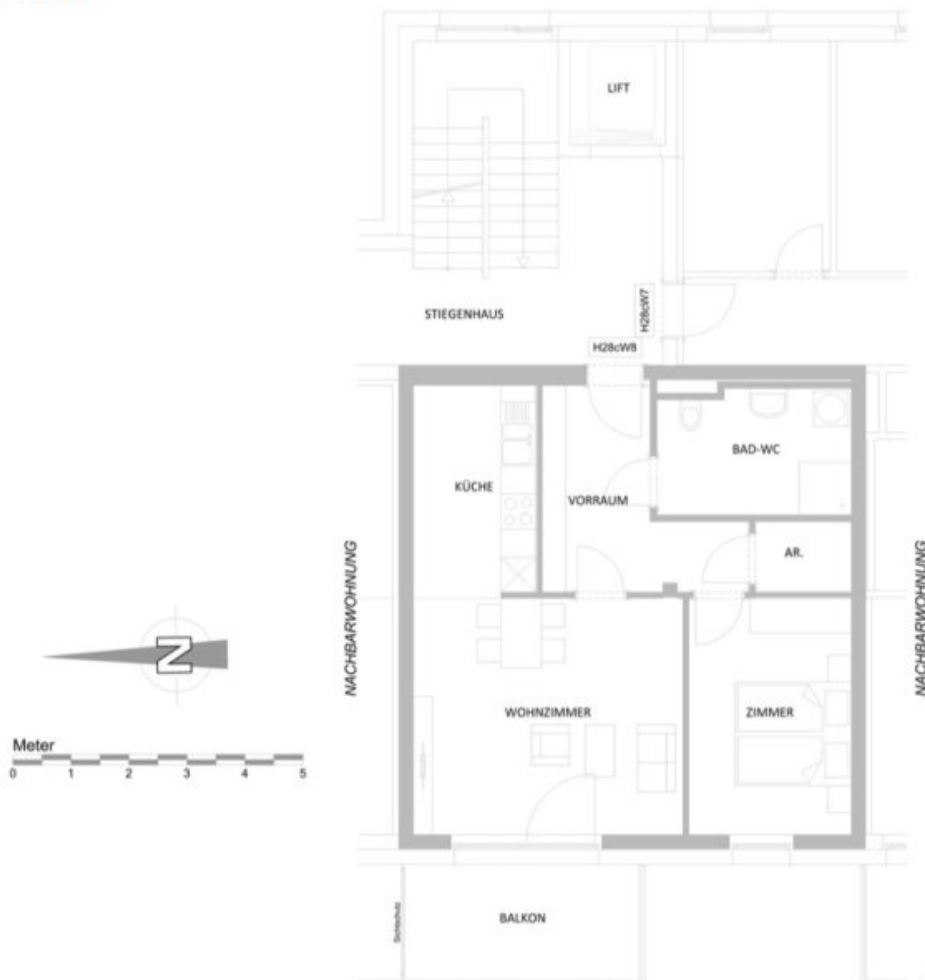 LIFT
STIEGENHAUS
H28cW7
H28cW8
KÜCHE
VORRAUM
BAD-WC
AR.
NACHBARWOHNUNG
NACHBARWOHNUNG
N
WOHNZIMMER
ZIMMER
Meter
0 1 2 3 4 5
Sichtschutz
BALKON